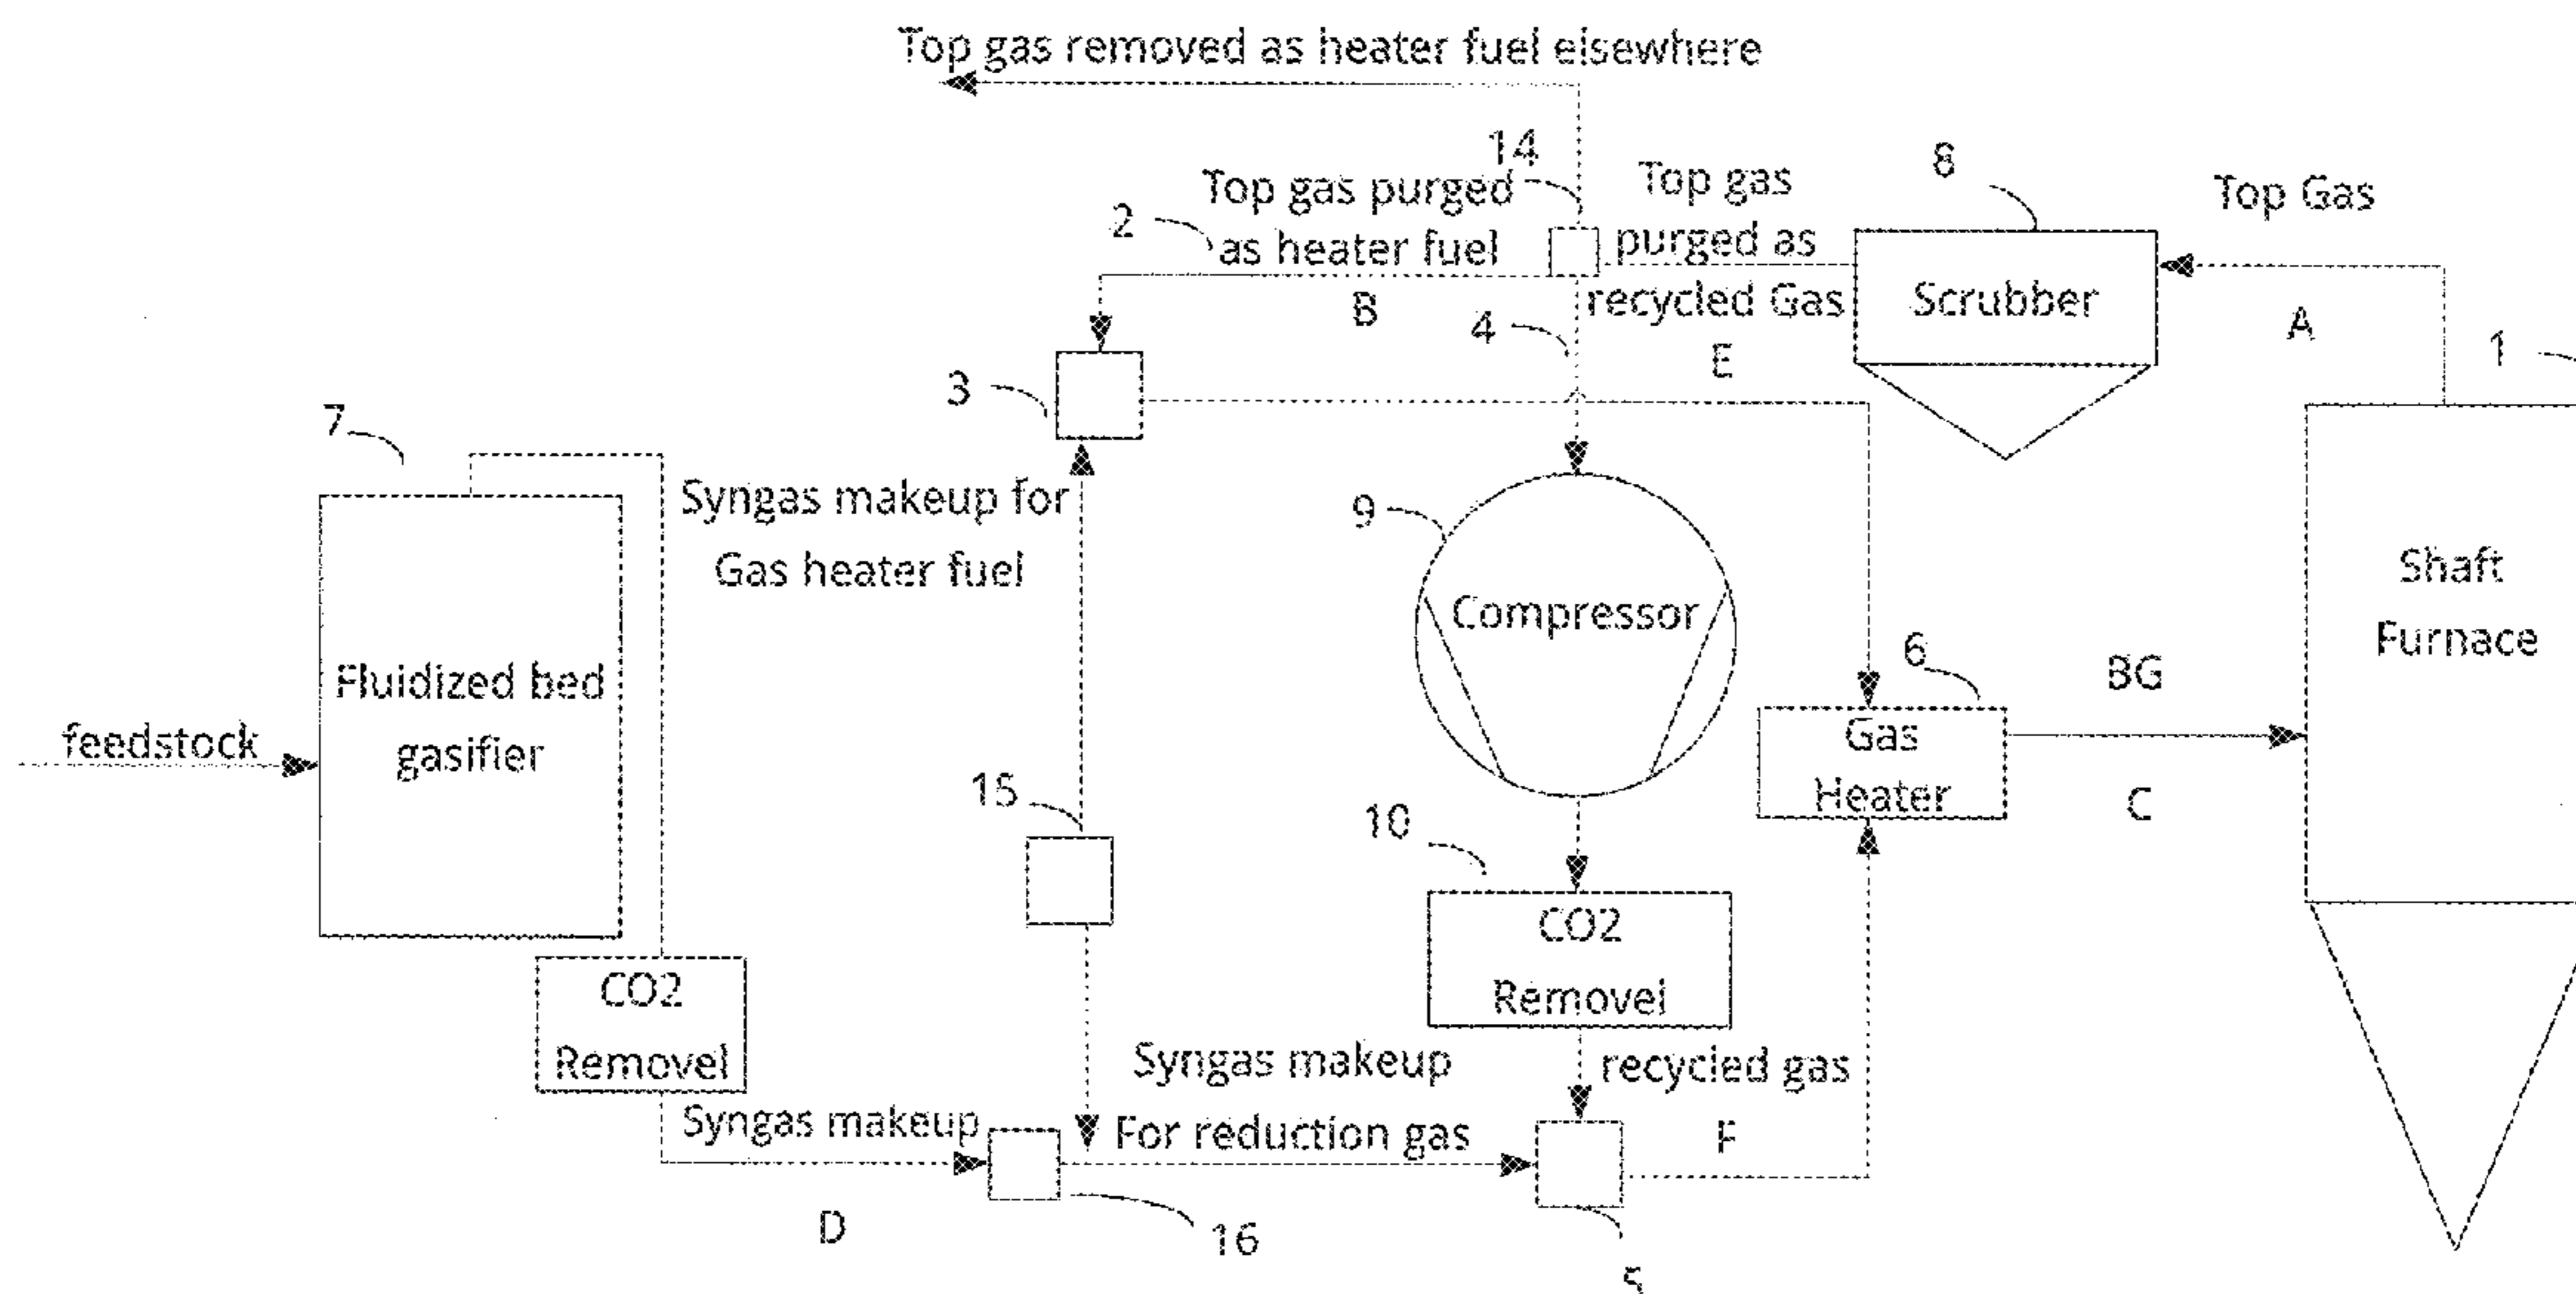 Top gas removed as heater fuel elsewhere
14
Top gas purged
as heater fuel
2
B
Top gas
purged as
recycled Gas
E
8
Scrubber
Top Gas
A
1
4
3
7
Syngas makeup for
Gas heater fuel
9
Compressor
Shaft
Furnace
Fluidized bed
gasifier
feedstock
6
Gas
Heater
BG
C
15
10
CO2
Removel
CO2
Removel
Syngas makeup
D
Syngas makeup
For reduction gas
recycled gas
F
16
5